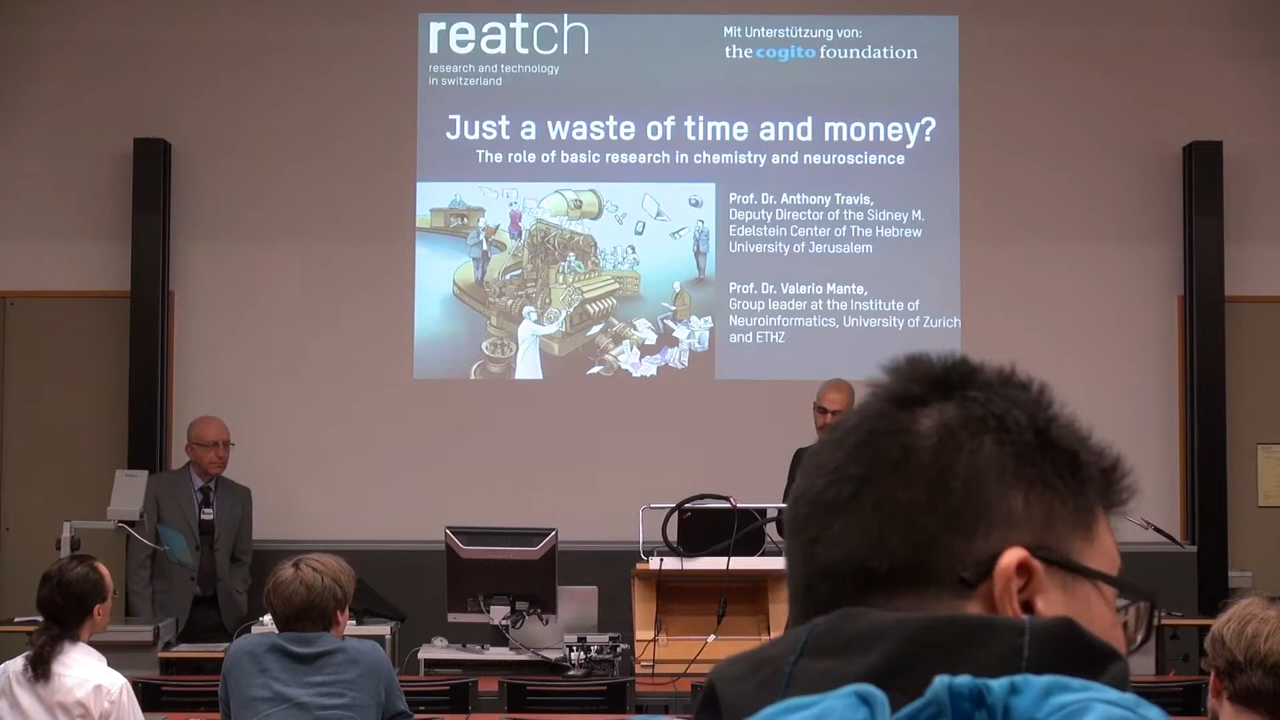 reatch
research and technology
in switzerland
Mit Unterstützung von:
the cogito foundation
Just a waste of time and money?
The role of basic research in chemistry and neuroscience
Prof. Dr. Anthony Travis,
Deputy Director of the Sidney M.
Edelstein Center of The Hebrew
University of Jerusalem
Prof. Dr. Valerio Mante,
Group leader at the Institute of
Neuroinformatics, University of Zurich
and ETHZ